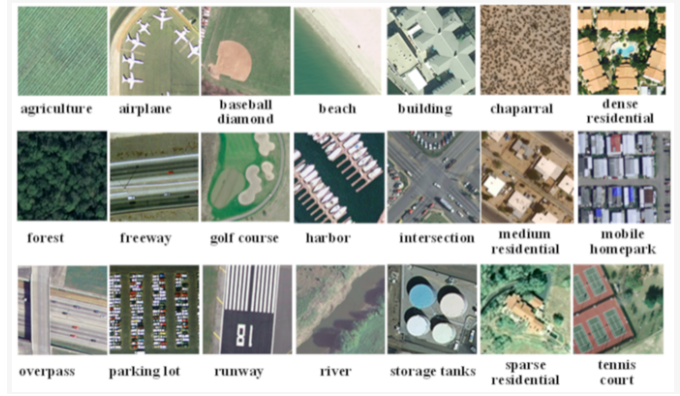 agriculture
airplane
baseball
diamond
beach
building
chaparral
dense
residential
forest
freeway
golf course
harbor
intersection
medium
residential
mobile
homepark
18
overpass
parking lot
runway
river
storage tanks
sparse
residential
tennis
court